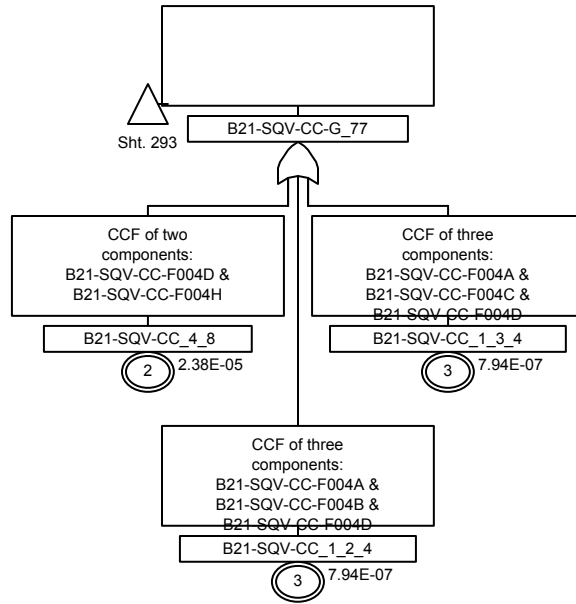 Sht. 293
B21-SQV-CC-G_77
CCF of two
components:
B21-SQV-CC-F004D &
B21-SQV-CC-F004H
B21-SQV-CC_4_8
2
2.38E-05
CCF of three
components:
B21-SQV-CC-F004A &
B21-SQV-CC-F004C &
B21-SQV-CC-F004D
B21-SQV-CC_1_3_4
3
7.94E-07
CCF of three
components:
B21-SQV-CC-F004A &
B21-SQV-CC-F004B &
B21-SQV-CC-F004D
B21-SQV-CC_1_2_4
3
7.94E-07